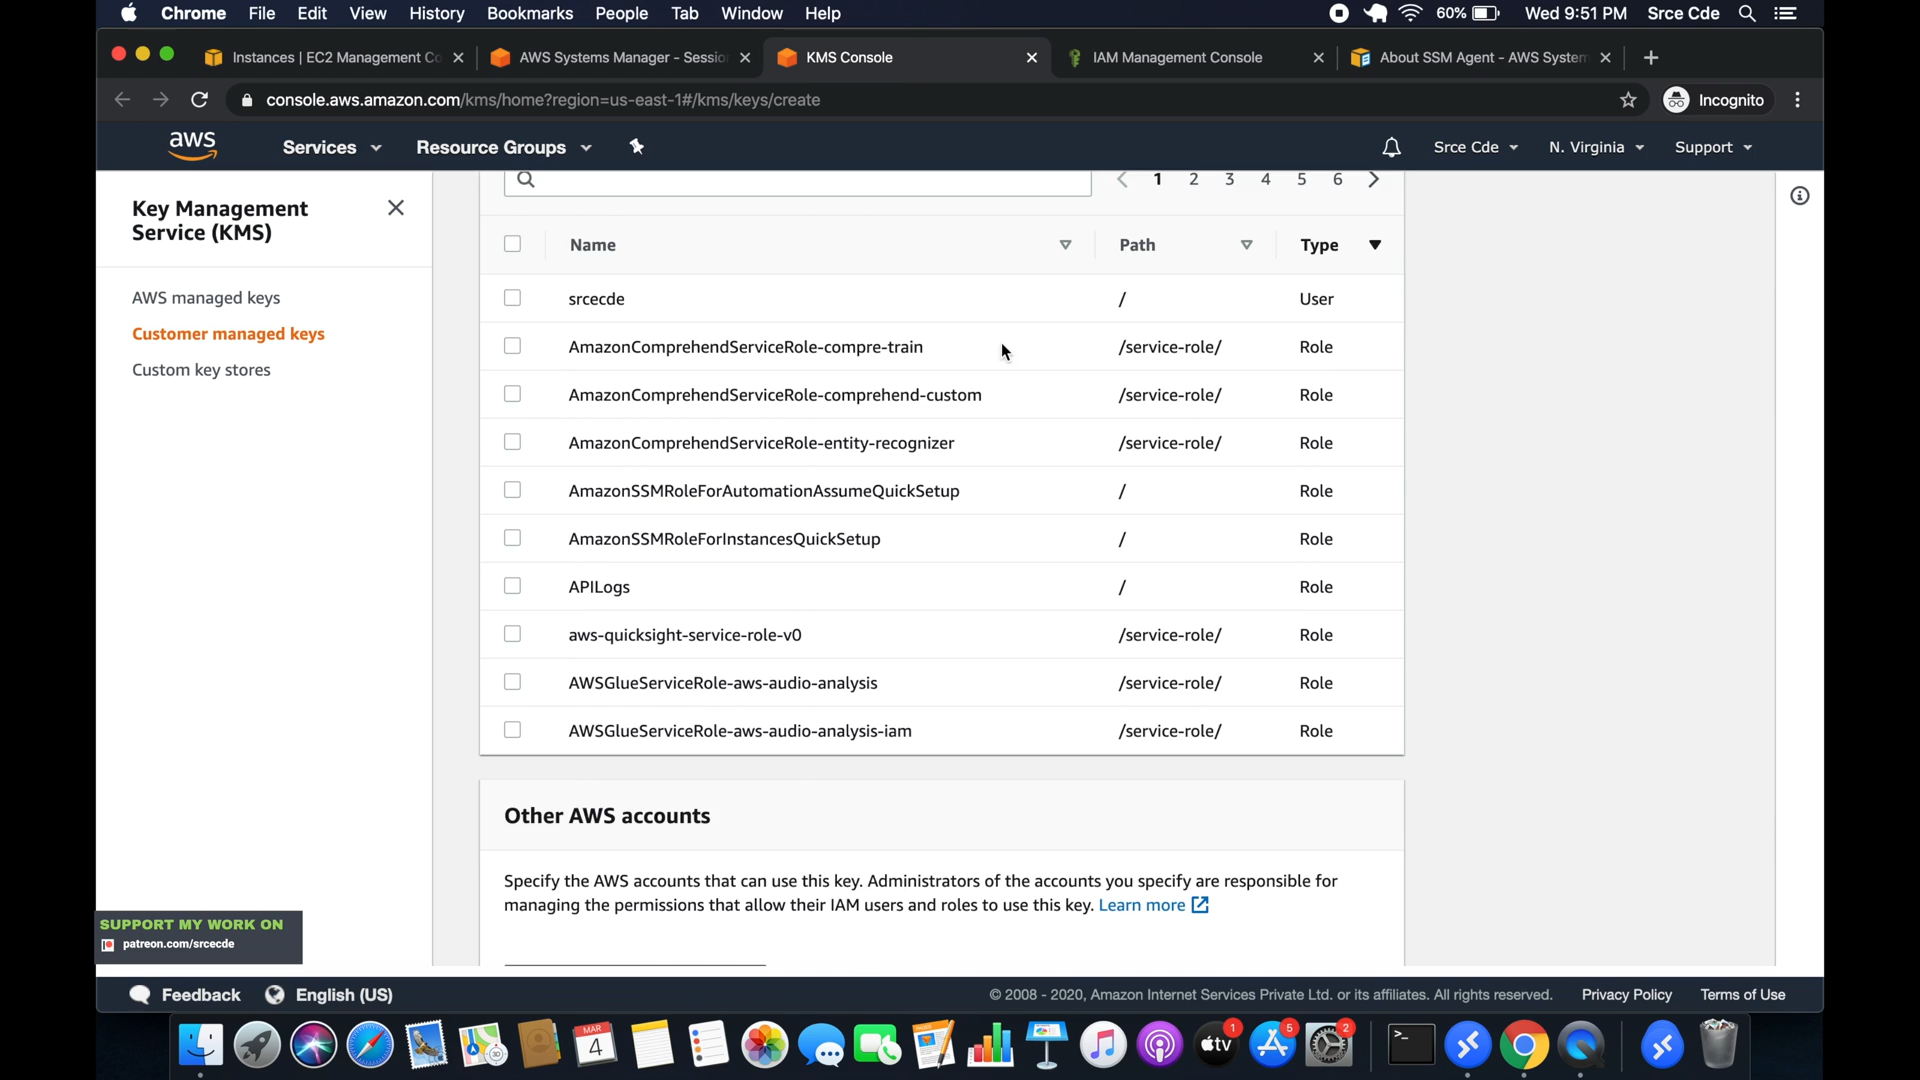 Chrome File Edit View History Bookmarks People Tab Window Help 60% Wed 9:51 PM Srce Cde
Instances | EC2 Management Co AWS Systems Manager - Sessio KMS Console IAM Management Console About SSM Agent - AWS System
console.aws.amazon.com/kms/home?region=us-east-1#/kms/keys/create Incognito
aws Services Resource Groups Srce Cde N. Virginia Support
Key Management
Service (KMS)
AWS managed keys
Customer managed keys
Custom key stores
1 2 3 4 5 6
Name Path Type
srcecde / User
AmazonComprehendServiceRole-compre-train /service-role/ Role
AmazonComprehendServiceRole-comprehend-custom /service-role/ Role
AmazonComprehendServiceRole-entity-recognizer /service-role/ Role
AmazonSSMRoleForAutomationAssumeQuickSetup / Role
AmazonSSMRoleForInstancesQuickSetup / Role
APILogs / Role
aws-quicksight-service-role-v0 /service-role/ Role
AWSGlueServiceRole-aws-audio-analysis /service-role/ Role
AWSGlueServiceRole-aws-audio-analysis-iam /service-role/ Role
Other AWS accounts
Specify the AWS accounts that can use this key. Administrators of the accounts you specify are responsible for
managing the permissions that allow their IAM users and roles to use this key. Learn more
SUPPORT MY WORK ON
patreon.com/srcecde
Feedback English (US) © 2008 - 2020, Amazon Internet Services Private Ltd. or its affiliates. All rights reserved. Privacy Policy Terms of Use
MAR
4
tv 1 5 2